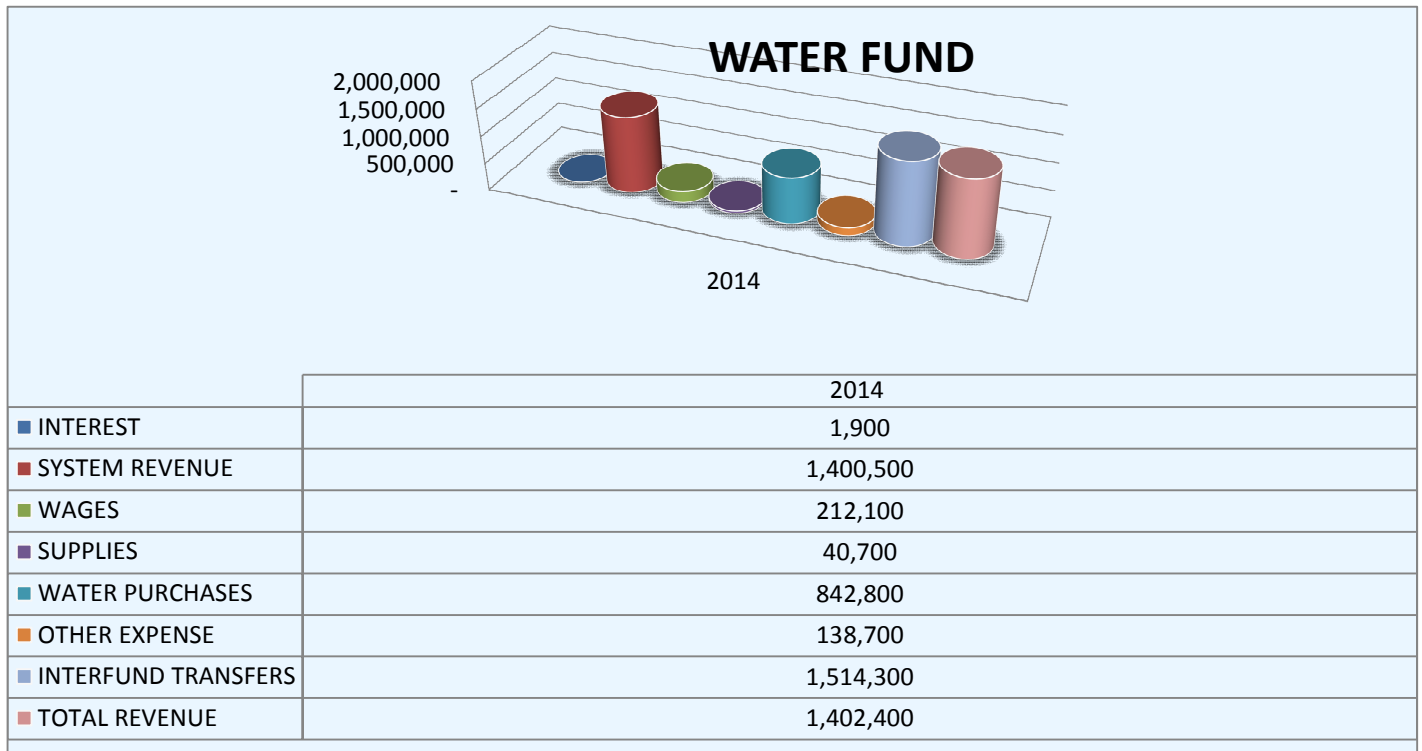 WATER FUND
2,000,000
1,500,000
1,000,000
500,000
-
2014
2014
INTEREST 1,900
SYSTEM REVENUE 1,400,500
WAGES 212,100
SUPPLIES 40,700
WATER PURCHASES 842,800
OTHER EXPENSE 138,700
INTERFUND TRANSFERS 1,514,300
TOTAL REVENUE 1,402,400